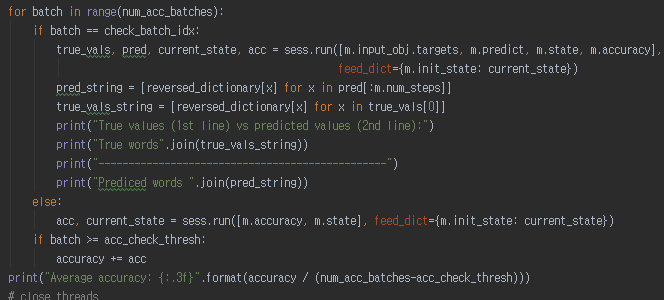 for batch in range(num_acc_batches):
    if batch == check_batch_idx:
        true_vals, pred, current_state, acc = sess.run([m.input_obj.targets, m.predict, m.state, m.accuracy],
                                                       feed_dict={m.init_state: current_state})
        pred_string = [reversed_dictionary[x] for x in pred[:m.num_steps]]
        true_vals_string = [reversed_dictionary[x] for x in true_vals[0]]
        print("True values (1st line) vs predicted values (2nd line):")
        print("True words".join(true_vals_string))
        print("-----------------------------------------------")
        print("Prediced words ".join(pred_string))
    else:
        acc, current_state = sess.run([m.accuracy, m.state], feed_dict={m.init_state: current_state})
    if batch >= acc_check_thresh:
        accuracy += acc
print("Average accuracy: {:.3f}".format(accuracy / (num_acc_batches-acc_check_thresh)))
# close threads